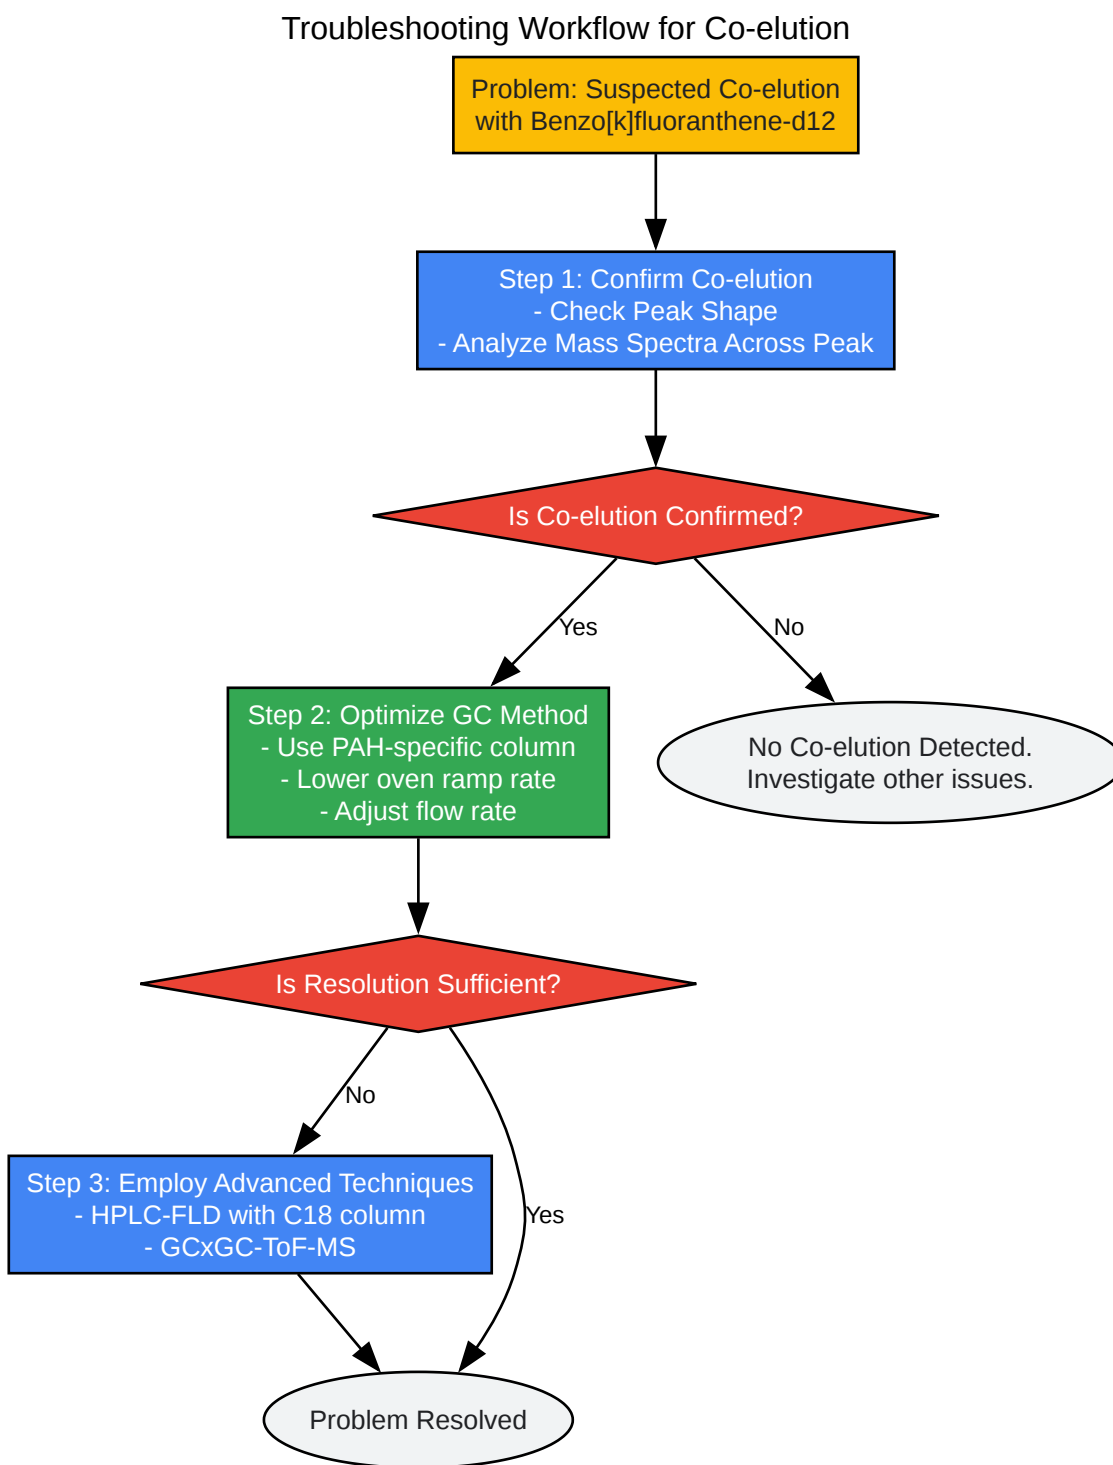 Troubleshooting Workflow for Co-elution
Problem: Suspected Co-elution
with Benzo[k]fluoranthene-d12
Step 1: Confirm Co-elution
- Check Peak Shape
- Analyze Mass Spectra Across Peak
Is Co-elution Confirmed?
Yes
No
Step 2: Optimize GC Method
- Use PAH-specific column
- Lower oven ramp rate
- Adjust flow rate
No Co-elution Detected.
Investigate other issues.
Is Resolution Sufficient?
No
Yes
Step 3: Employ Advanced Techniques
- HPLC-FLD with C18 column
- GCxGC-ToF-MS
Problem Resolved